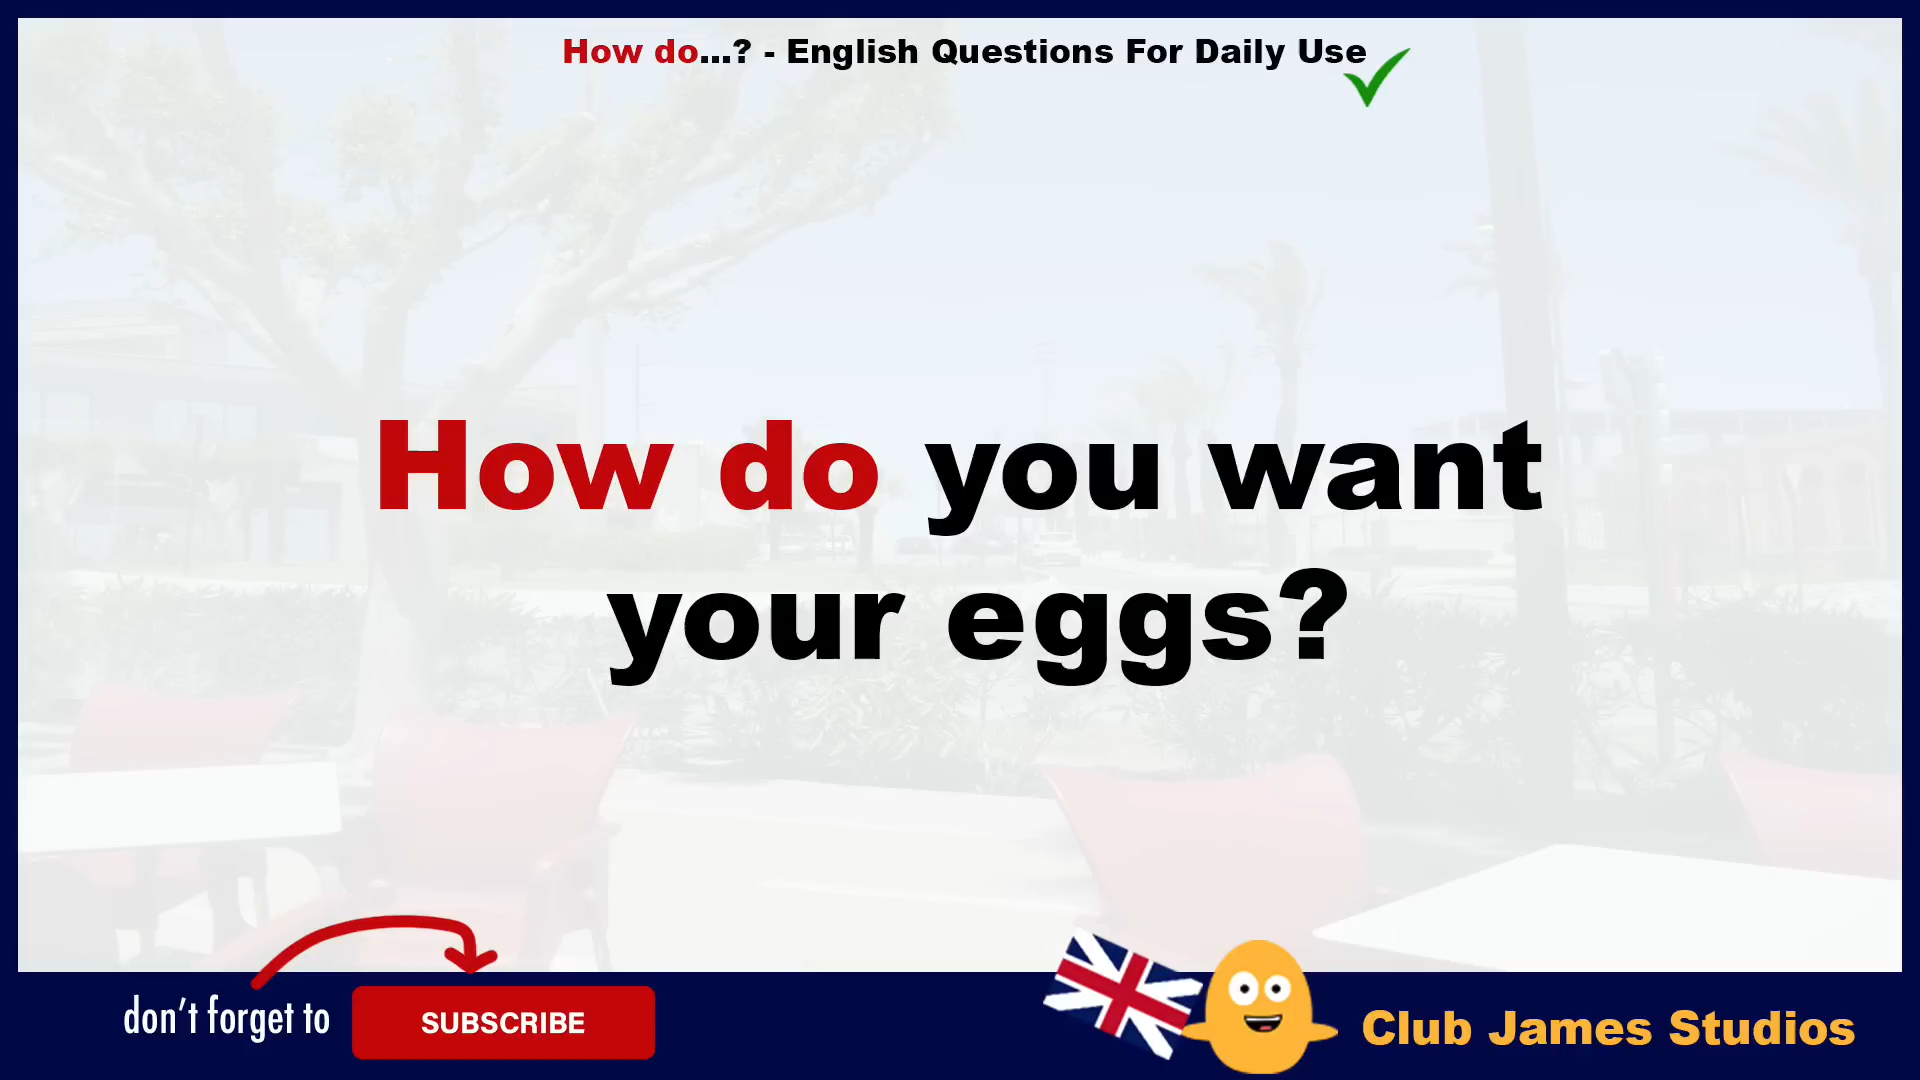 How do...? - English Questions For Daily Use
How do you want
your eggs?
don't forget to
SUBSCRIBE
Club James Studios